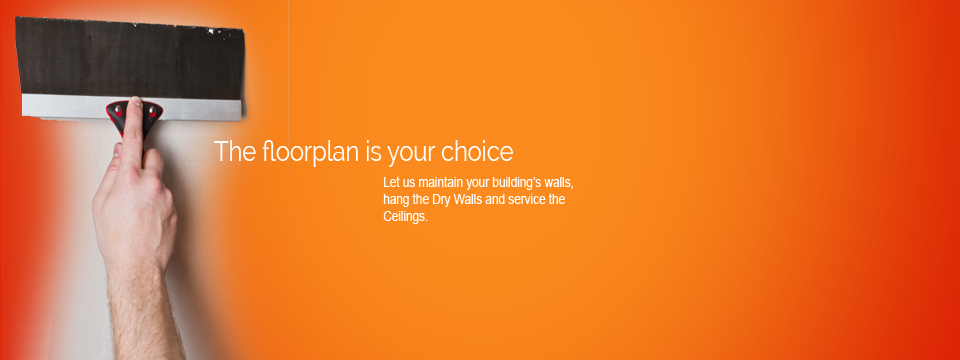 The floorplan is your choice
Let us maintain your building's walls,
hang the Dry Walls and service the
Ceilings.